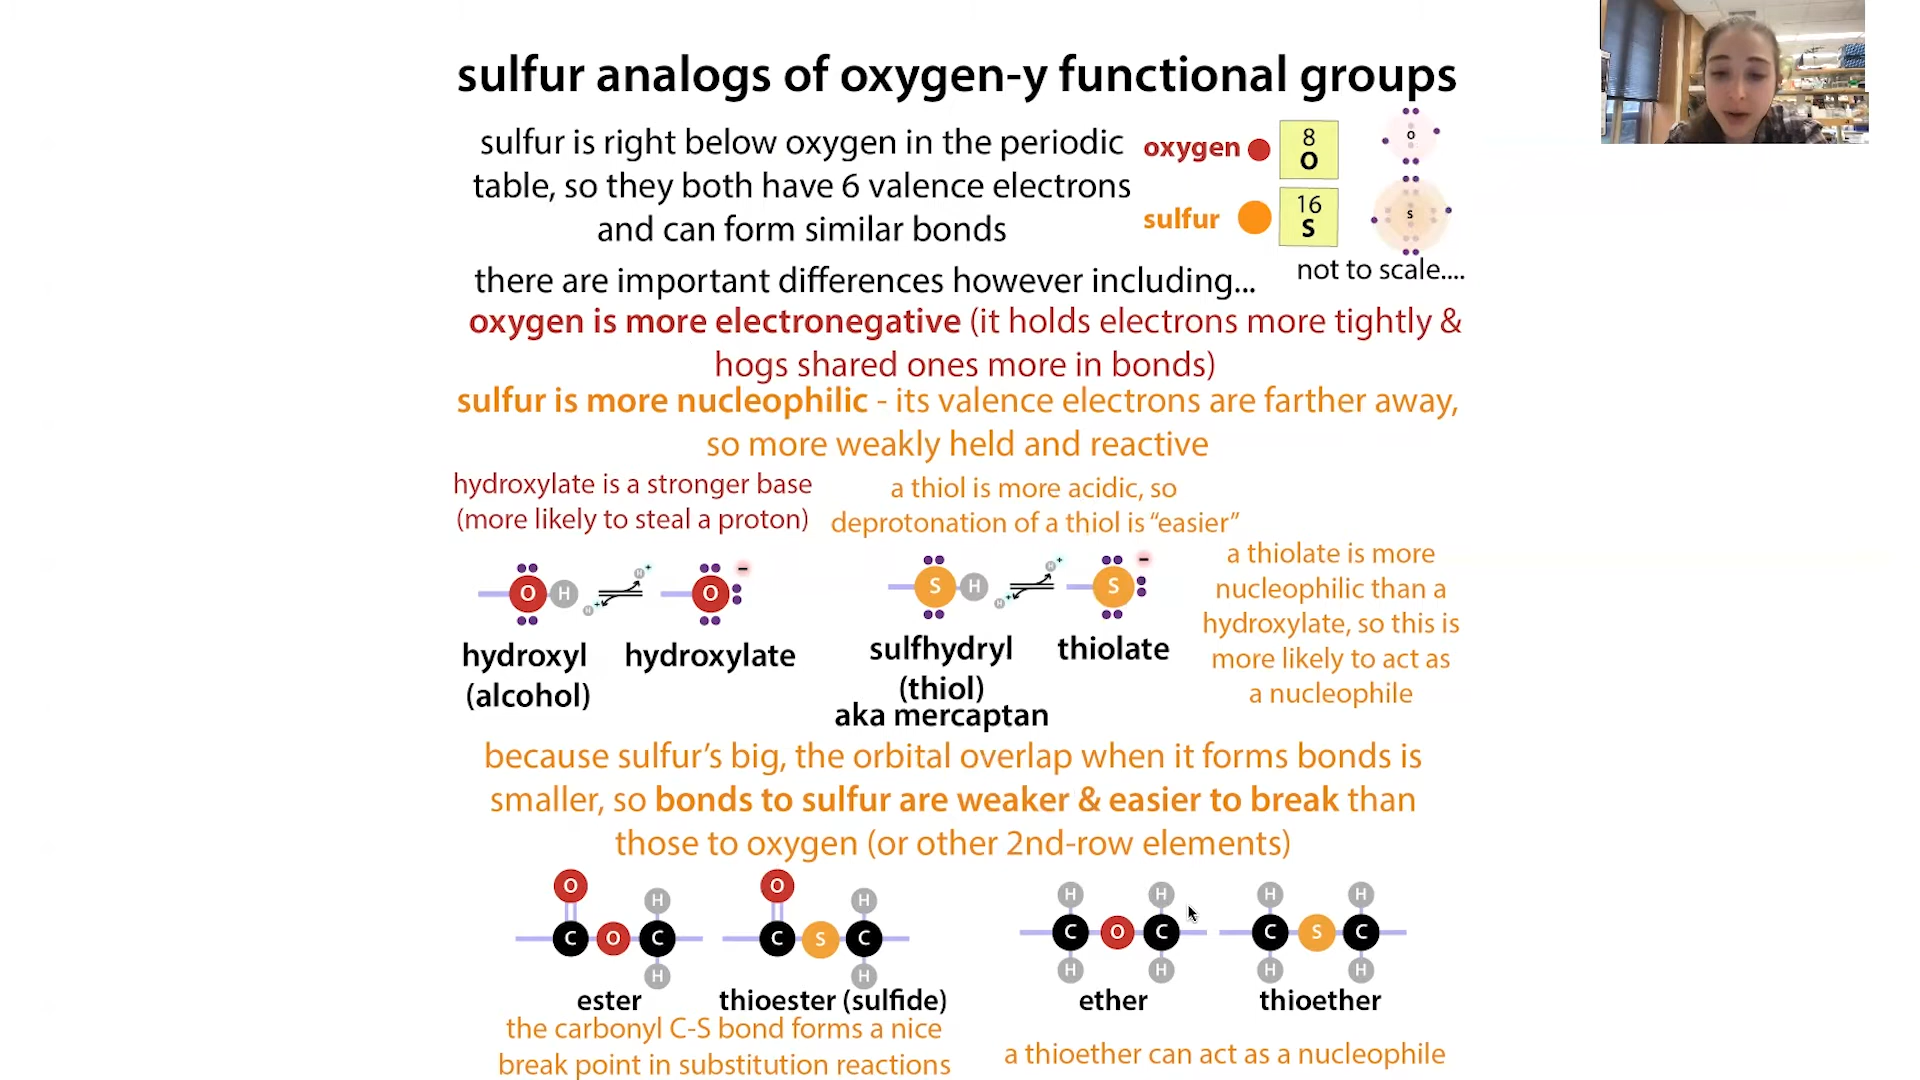 sulfur analogs of oxygen-y functional groups
sulfur is right below oxygen in the periodic
table, so they both have 6 valence electrons
and can form similar bonds
oxygen
8
O
O
sulfur
16
S
S
not to scale....
there are important differences however including...
oxygen is more electronegative (it holds electrons more tightly &
hogs shared ones more in bonds)
sulfur is more nucleophilic - its valence electrons are farther away,
so more weakly held and reactive
hydroxylate is a stronger base
(more likely to steal a proton)
a thiol is more acidic, so
deprotonation of a thiol is “easier”
O H H+ H+ O −
S H H+ H+ S −
hydroxyl
(alcohol)
hydroxylate
sulfhydryl
(thiol)
aka mercaptan
thiolate
a thiolate is more
nucleophilic than a
hydroxylate, so this is
more likely to act as
a nucleophile
because sulfur’s big, the orbital overlap when it forms bonds is
smaller, so bonds to sulfur are weaker & easier to break than
those to oxygen (or other 2nd-row elements)
O H
C O C
H
ester
O H
C S C
H
thioester (sulfide)
the carbonyl C-S bond forms a nice
break point in substitution reactions
H H
C O C
H H
ether
H H
C S C
H H
thioether
a thioether can act as a nucleophile